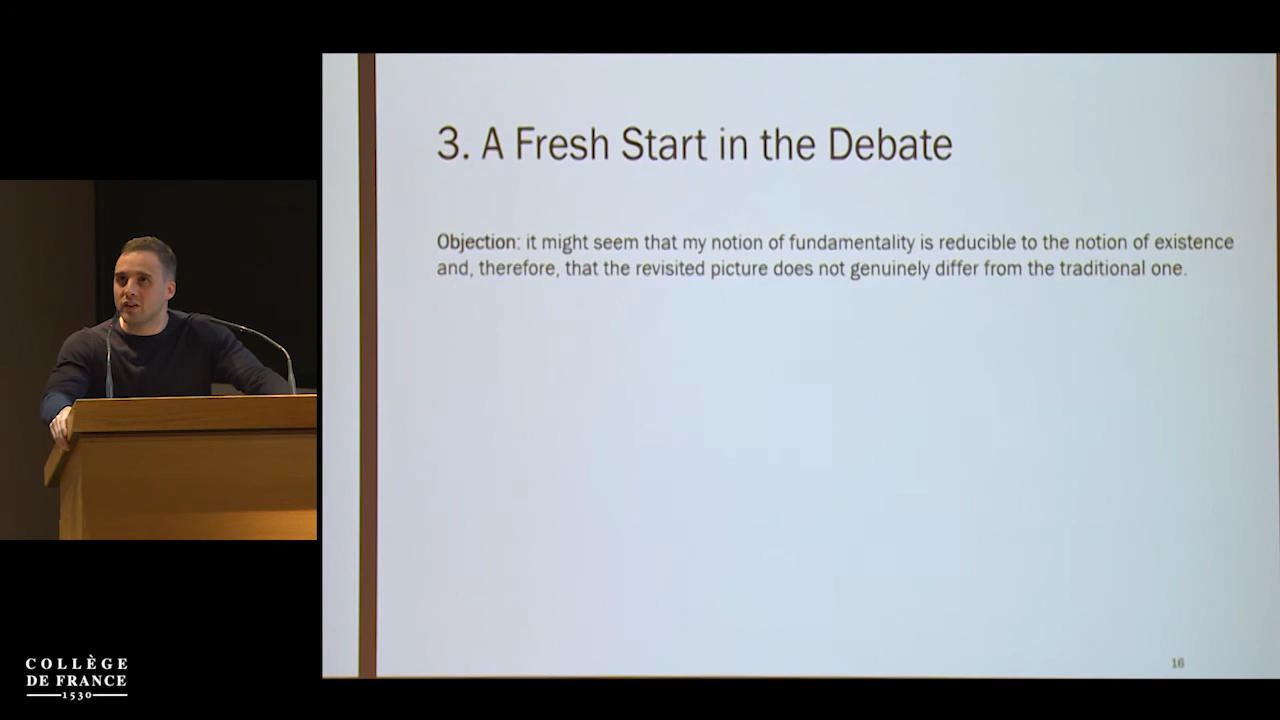 3. A Fresh Start in the Debate
Objection: it might seem that my notion of fundamentality is reducible to the notion of existence
and, therefore, that the revisited picture does not genuinely differ from the traditional one.
16
COLLÈGE
DE FRANCE
1530